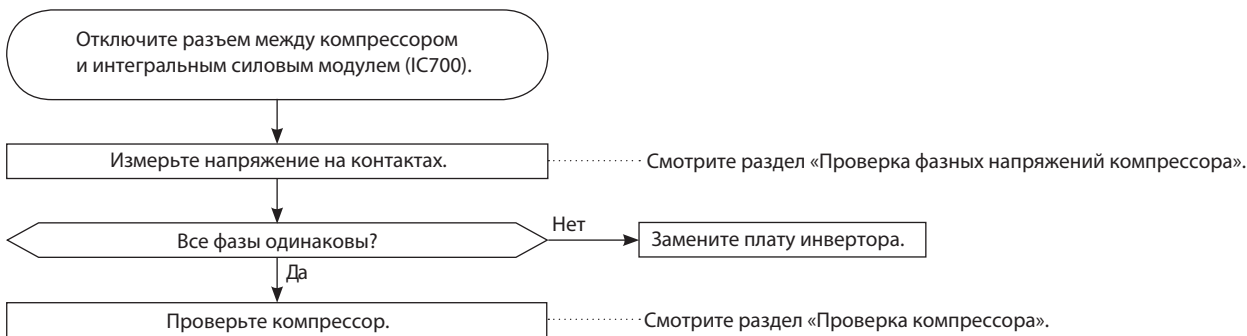 Отключите разъем между компрессором
и интегральным силовым модулем (IC700).
Измерьте напряжение на контактах.
Смотрите раздел «Проверка фазных напряжений компрессора».
Все фазы одинаковы?
Нет
Замените плату инвертора.
Да
Проверьте компрессор.
Смотрите раздел «Проверка компрессора».